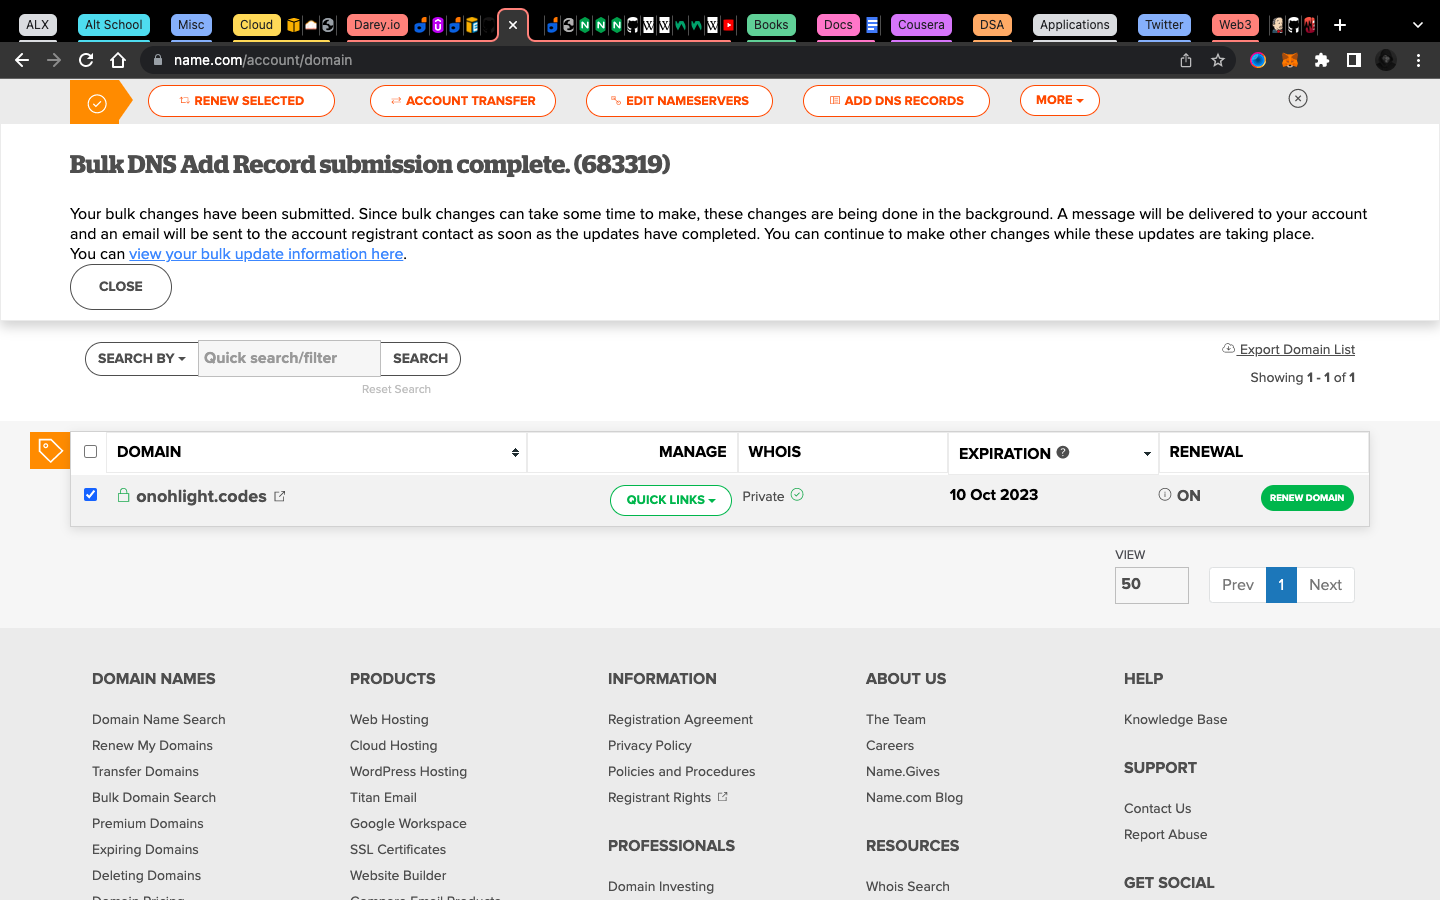 ALX
Alt School
Misc
Cloud
Darey.io
Books
Docs
Cousera
DSA
Applications
Twitter
Web3
name.com/account/domain
RENEW SELECTED
ACCOUNT TRANSFER
EDIT NAMESERVERS
ADD DNS RECORDS
MORE
Bulk DNS Add Record submission complete. (683319)
Your bulk changes have been submitted. Since bulk changes can take some time to make, these changes are being done in the background. A message will be delivered to your account
and an email will be sent to the account registrant contact as soon as the updates have completed. You can continue to make other changes while these updates are taking place.
You can view your bulk update information here.
CLOSE
SEARCH BY
Quick search/filter
SEARCH
Reset Search
Export Domain List
Showing 1 - 1 of 1
DOMAIN
MANAGE
WHOIS
EXPIRATION
RENEWAL
onohlight.codes
QUICK LINKS
Private
10 Oct 2023
ON
RENEW DOMAIN
VIEW
50
Prev
1
Next
DOMAIN NAMES
Domain Name Search
Renew My Domains
Transfer Domains
Bulk Domain Search
Premium Domains
Expiring Domains
Deleting Domains
Domain Pricing
PRODUCTS
Web Hosting
Cloud Hosting
WordPress Hosting
Titan Email
Google Workspace
SSL Certificates
Website Builder
Compare Email Products
INFORMATION
Registration Agreement
Privacy Policy
Policies and Procedures
Registrant Rights
PROFESSIONALS
Domain Investing
ABOUT US
The Team
Careers
Name.Gives
Name.com Blog
RESOURCES
Whois Search
HELP
Knowledge Base
SUPPORT
Contact Us
Report Abuse
GET SOCIAL